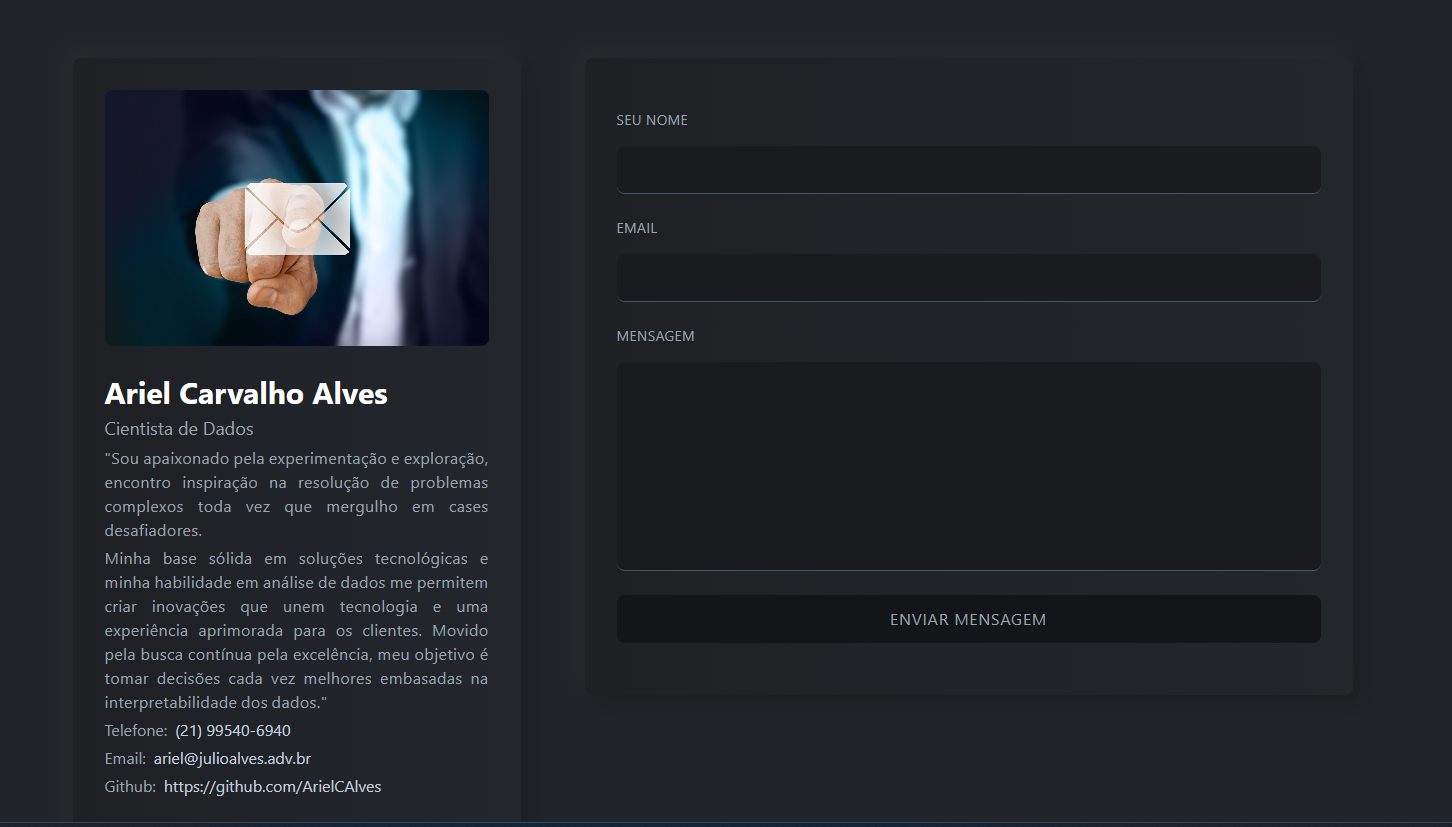 Ariel Carvalho Alves
Cientista de Dados
"Sou apaixonado pela experimentação e exploração,
encontro inspiração na resolução de problemas
complexos toda vez que mergulho em cases
desafiadores.
Minha base sólida em soluções tecnológicas e
minha habilidade em análise de dados me permitem
criar inovações que unem tecnologia e uma
experiência aprimorada para os clientes. Movido
pela busca contínua pela excelência, meu objetivo é
tomar decisões cada vez melhores embasadas na
interpretabilidade dos dados."
Telefone: (21) 99540-6940
Email: ariel@julioalves.adv.br
Github: https://github.com/ArielCAlves
SEU NOME
EMAIL
MENSAGEM
ENVIAR MENSAGEM